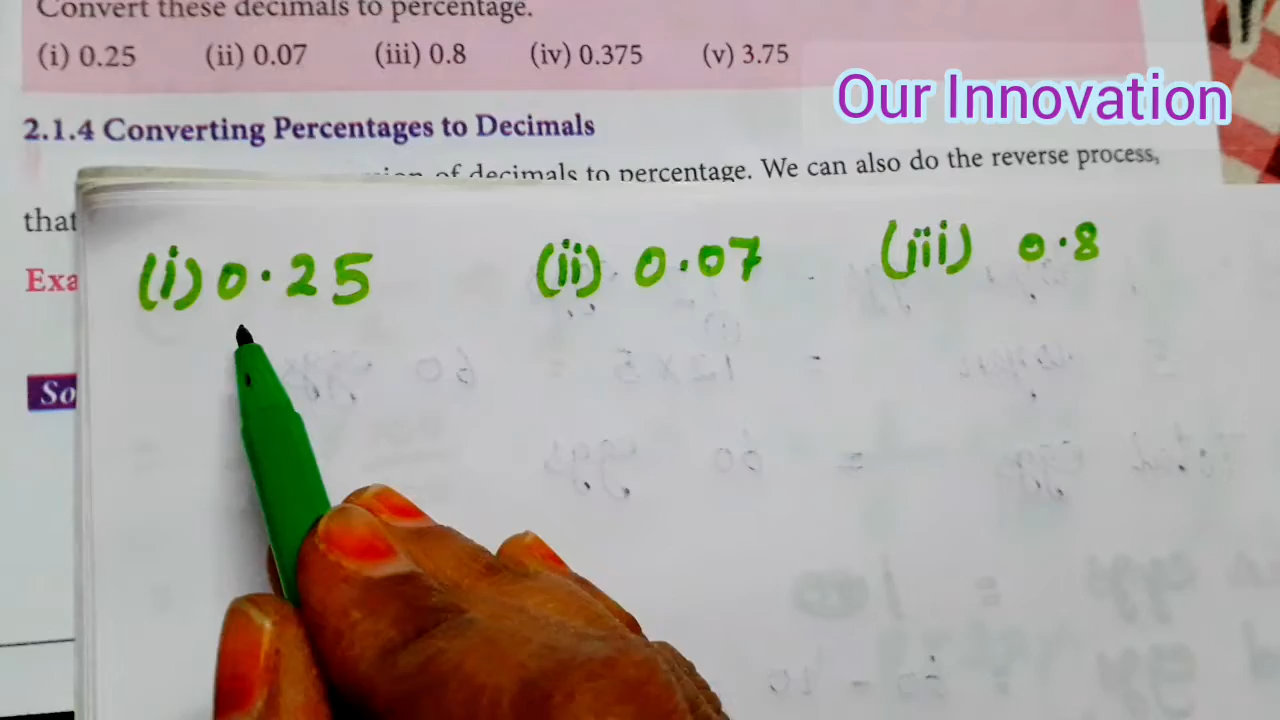 Convert these decimals to percentage.
(i) 0.25 (ii) 0.07 (iii) 0.8 (iv) 0.375 (v) 3.75
Our Innovation
2.1.4 Converting Percentages to Decimals
of decimals to percentage. We can also do the reverse process,
that
(i) 0.25 (ii) 0.07 (iii) 0.8
Exa
So